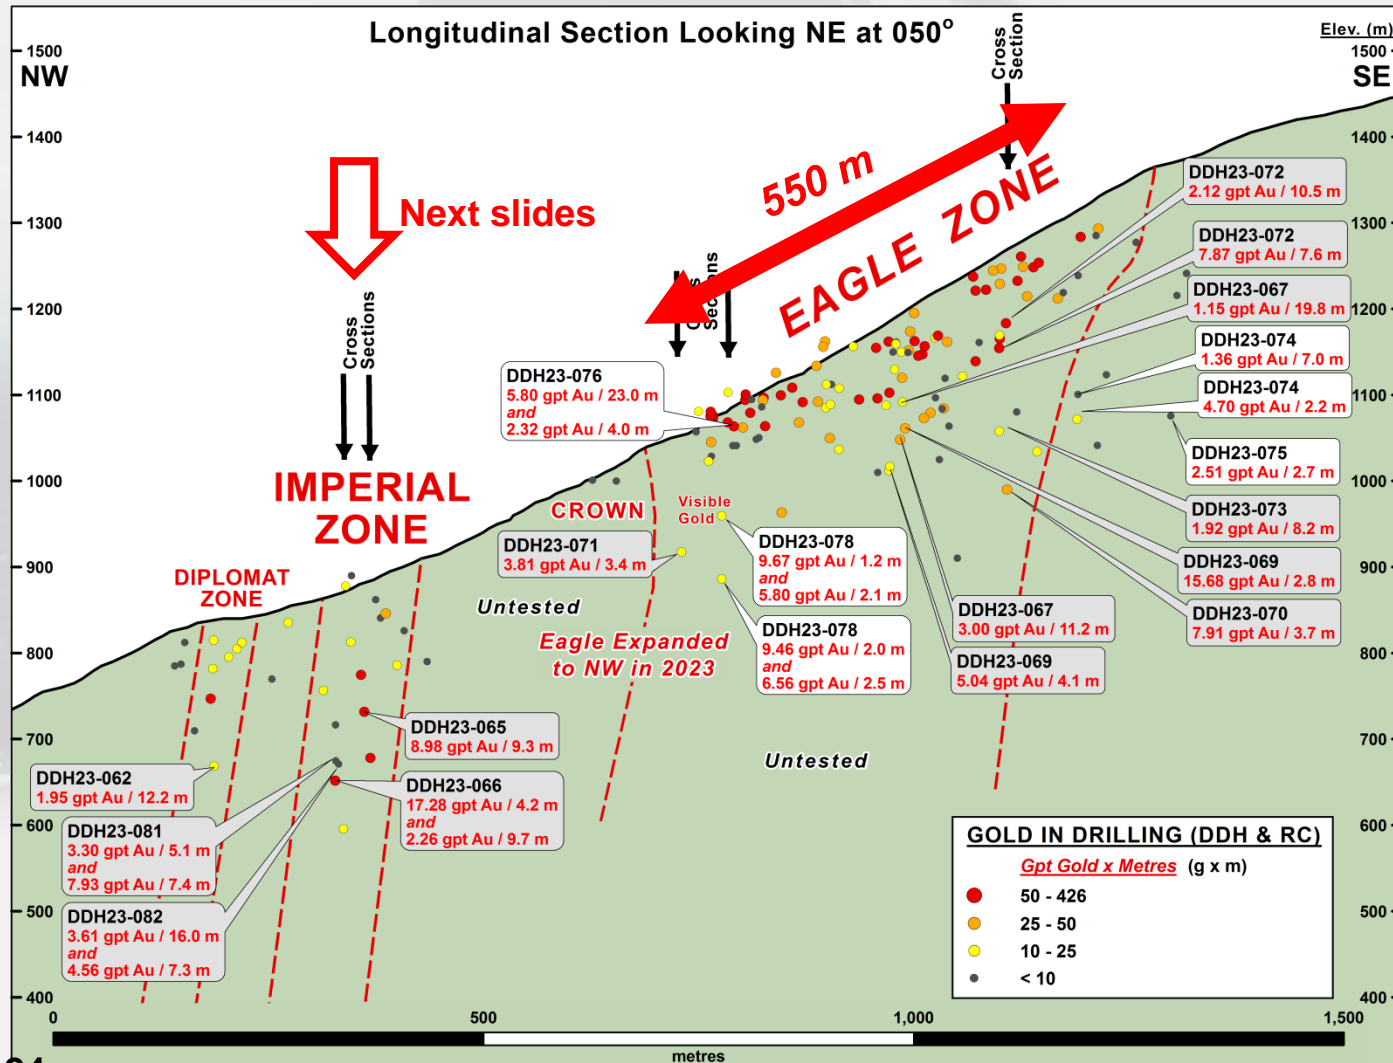 Longitudinal Section Looking NE at 050°
Elev. (m)
1500
1500
NW
SE
Cross
Section
1400
1400
550 m
EAGLE ZONE
Next slides
1300
1300
DDH23-072
2.12 gpt Au / 10.5 m
DDH23-072
7.87 gpt Au / 7.6 m
Cross
Sections
1200
1200
DDH23-067
1.15 gpt Au / 19.8 m
Cross
Sections
DDH23-074
1.36 gpt Au / 7.0 m
1100
1100
DDH23-076
5.80 gpt Au / 23.0 m
and
2.32 gpt Au / 4.0 m
DDH23-074
4.70 gpt Au / 2.2 m
DDH23-075
2.51 gpt Au / 2.7 m
1000
1000
IMPERIAL
ZONE
CROWN
Visible
Gold
DDH23-073
1.92 gpt Au / 8.2 m
DDH23-071
3.81 gpt Au / 3.4 m
DDH23-078
9.67 gpt Au / 1.2 m
and
5.80 gpt Au / 2.1 m
DDH23-069
15.68 gpt Au / 2.8 m
900
900
DIPLOMAT
ZONE
Untested
DDH23-067
3.00 gpt Au / 11.2 m
DDH23-070
7.91 gpt Au / 3.7 m
Eagle Expanded
to NW in 2023
DDH23-078
9.46 gpt Au / 2.0 m
and
6.56 gpt Au / 2.5 m
DDH23-069
5.04 gpt Au / 4.1 m
800
800
DDH23-065
8.98 gpt Au / 9.3 m
700
700
Untested
DDH23-062
1.95 gpt Au / 12.2 m
DDH23-066
17.28 gpt Au / 4.2 m
and
2.26 gpt Au / 9.7 m
600
600
DDH23-081
3.30 gpt Au / 5.1 m
and
7.93 gpt Au / 7.4 m
DDH23-082
3.61 gpt Au / 16.0 m
and
4.56 gpt Au / 7.3 m
500
500
400
400
GOLD IN DRILLING (DDH & RC)
Gpt Gold x Metres (g x m)
50 - 426
25 - 50
10 - 25
< 10
0
500
1,000
1,500
metres